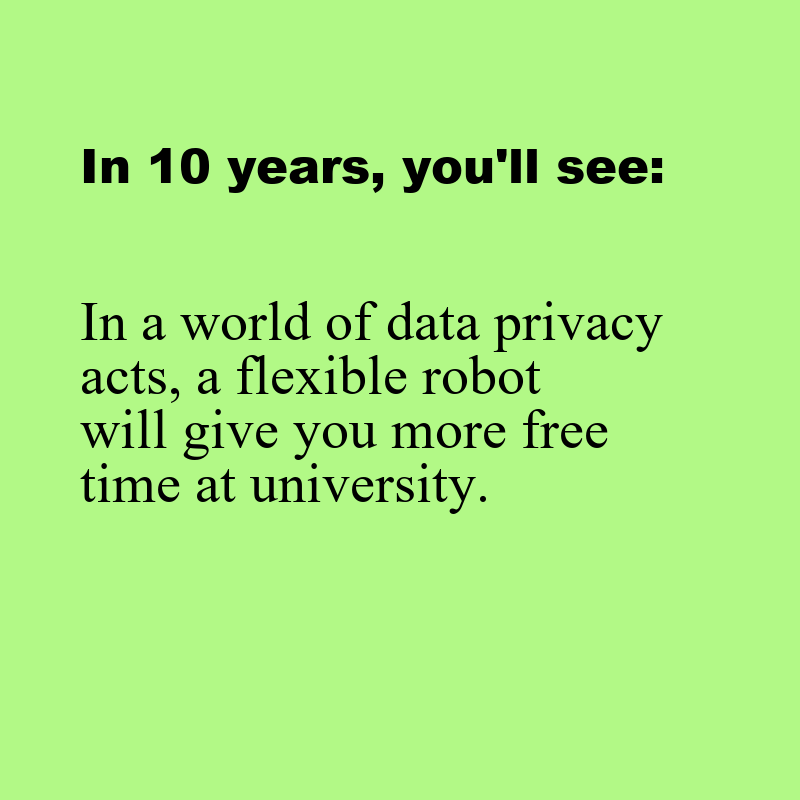 In 10 years, you'll see:
In a world of data privacy
acts, a flexible robot
will give you more free
time at university.